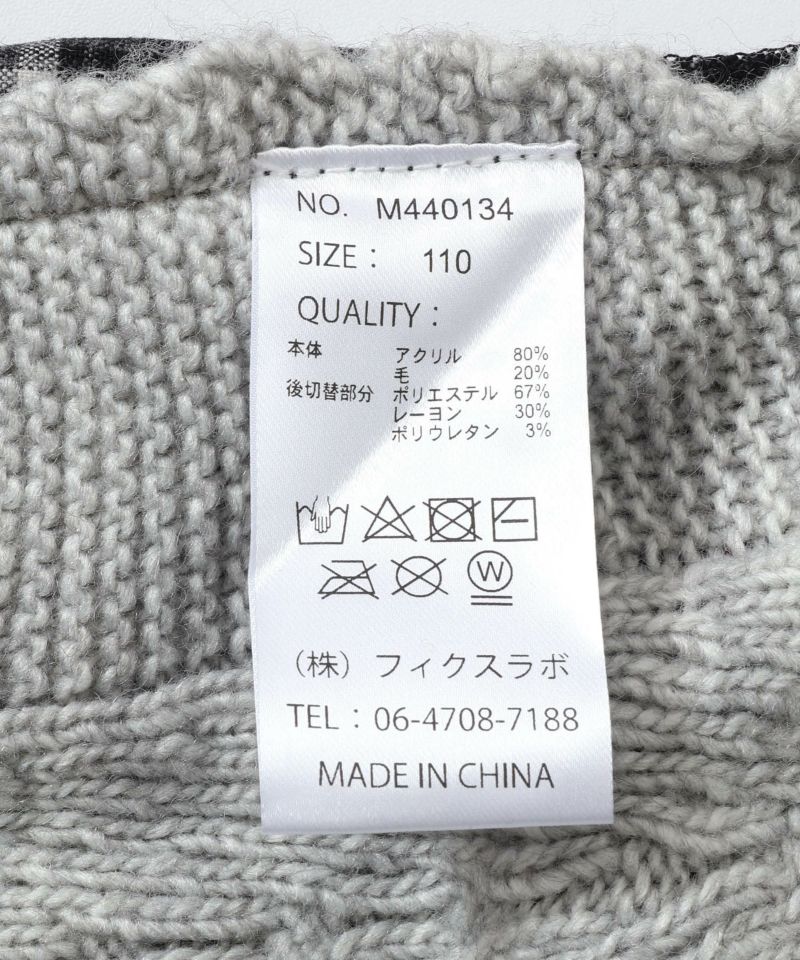 NO. M440134
SIZE： 110
QUALITY：
本体 アクリル 80%
毛 20%
後切替部分 ポリエステル 67%
レーヨン 30%
ポリウレタン 3%
W
（株）フィクスラボ
TEL：06-4708-7188
MADE IN CHINA